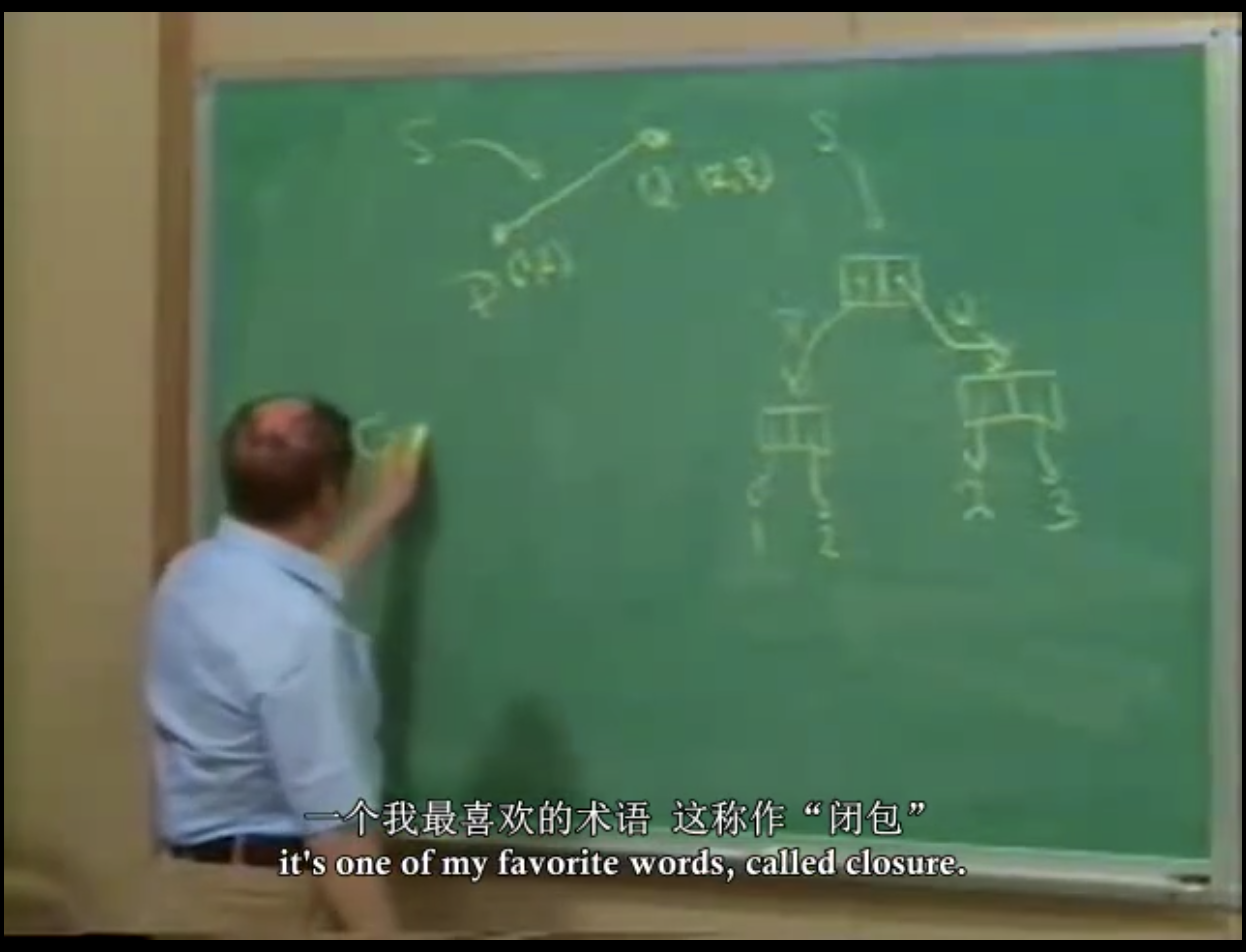 S
Q (2,3)
P (1,2)
S
P
Q
1
2
2
3
C
一个我最喜欢的术语 这称作“闭包”
it's one of my favorite words, called closure.